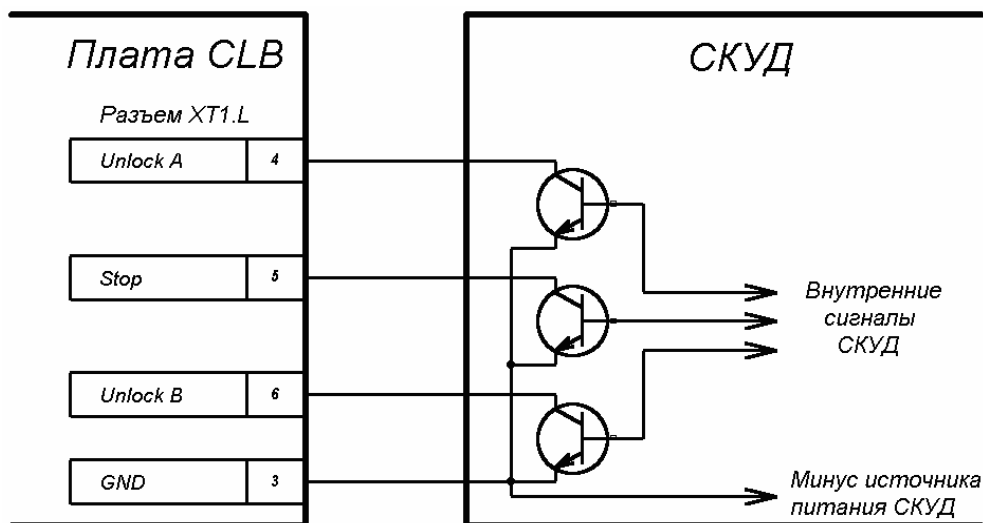 Плата CLB
СКУД
Разъем XT1.L
Unlock A 4
Stop 5
Unlock B 6
GND 3
Внутренние
сигналы
СКУД
Минус источника
питания СКУД